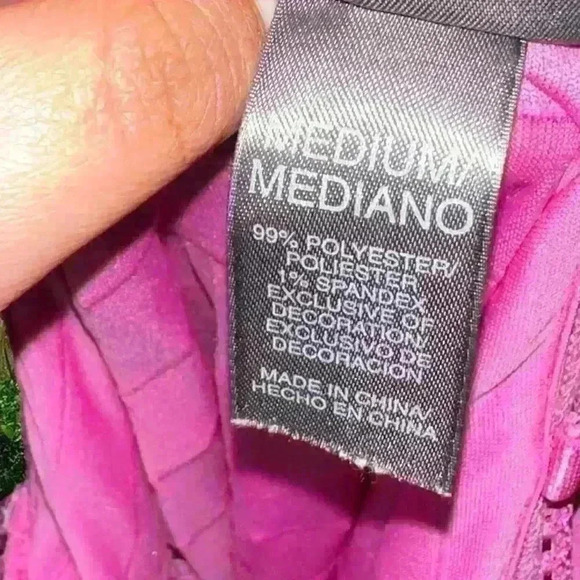 MEDIUM/
MEDIANO
99% POLYESTER/
POLIESTER
1% SPANDEX
EXCLUSIVE OF
DECORATION/
EXCLUSIVO DE
DECORACION
MADE IN CHINA/
HECHO EN CHINA